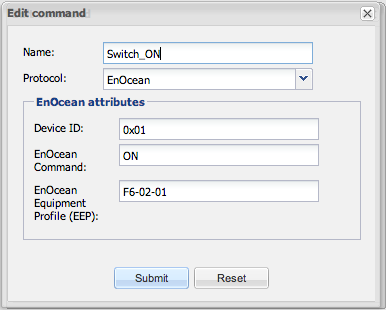 Edit command
Name: Switch_ON
Protocol: EnOcean
EnOcean attributes
Device ID: 0x01
EnOcean Command: ON
EnOcean Equipment Profile (EEP): F6-02-01
Submit Reset